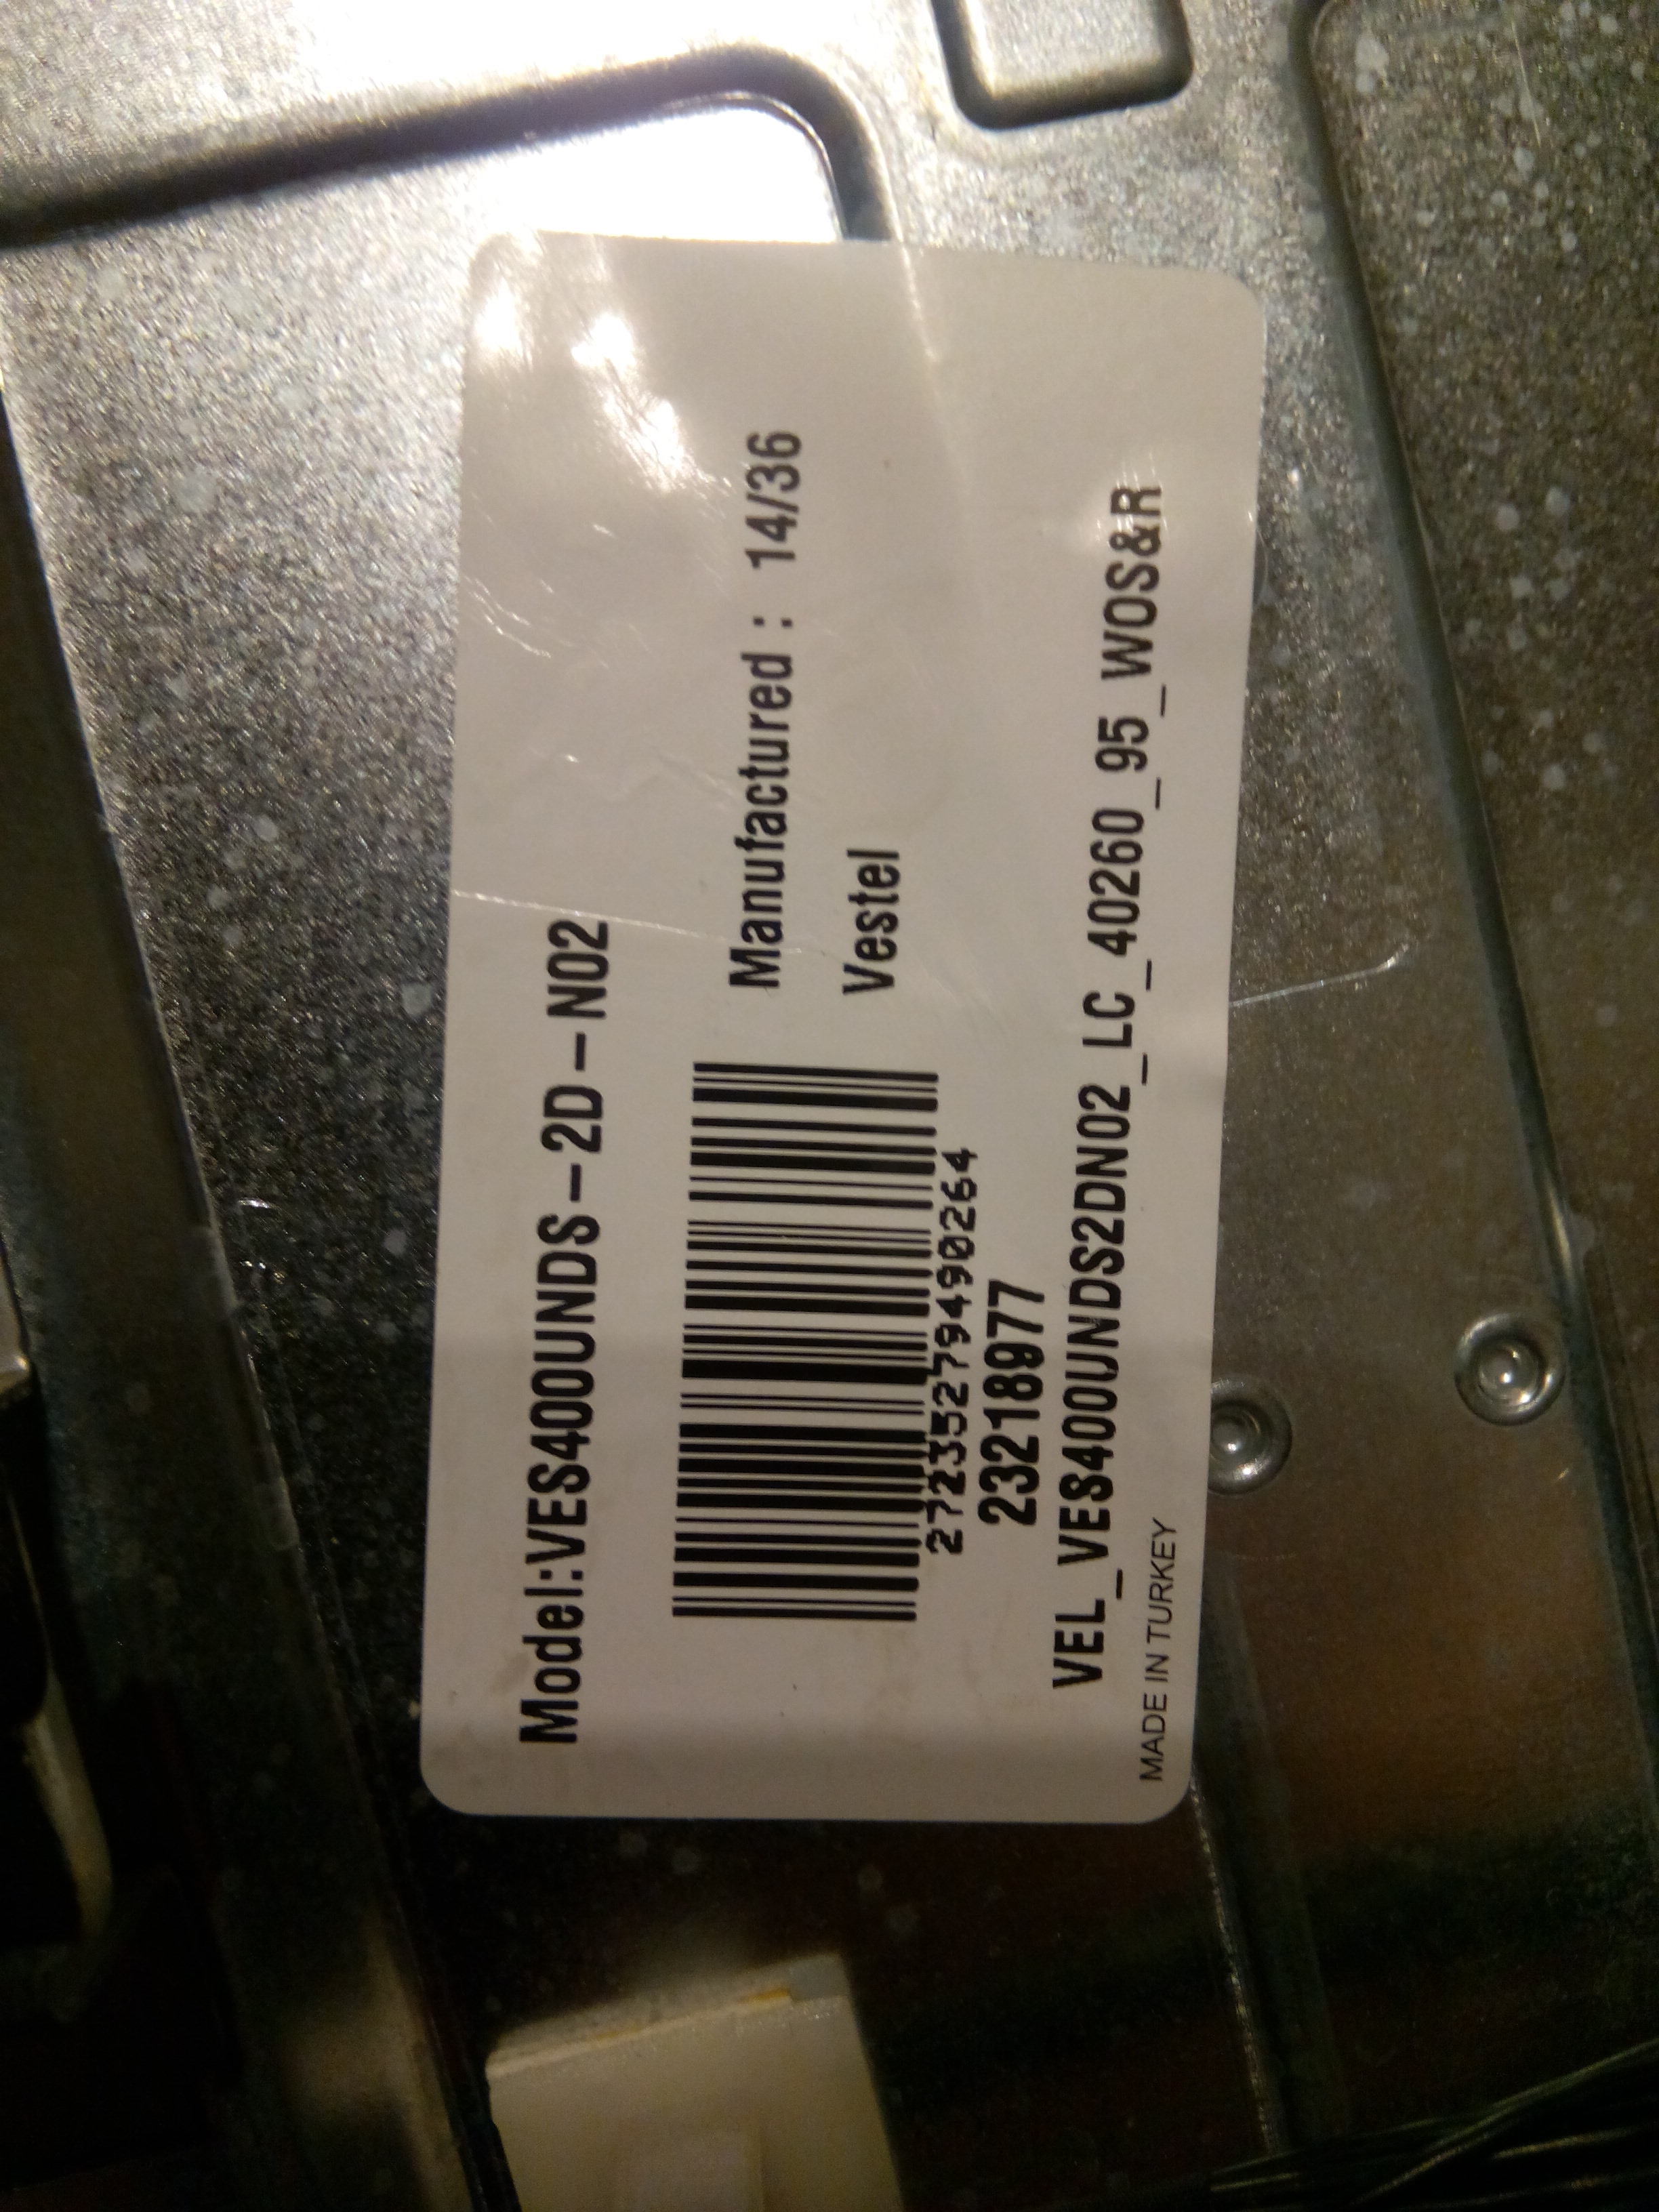 Model:VES400UNDS-2D-N02
Manufactured : 14/36
Vestel
27235279490264
23218977
VEL_VES400UNDS2DN02_LC_40260_95_WOS&R
MADE IN TURKEY